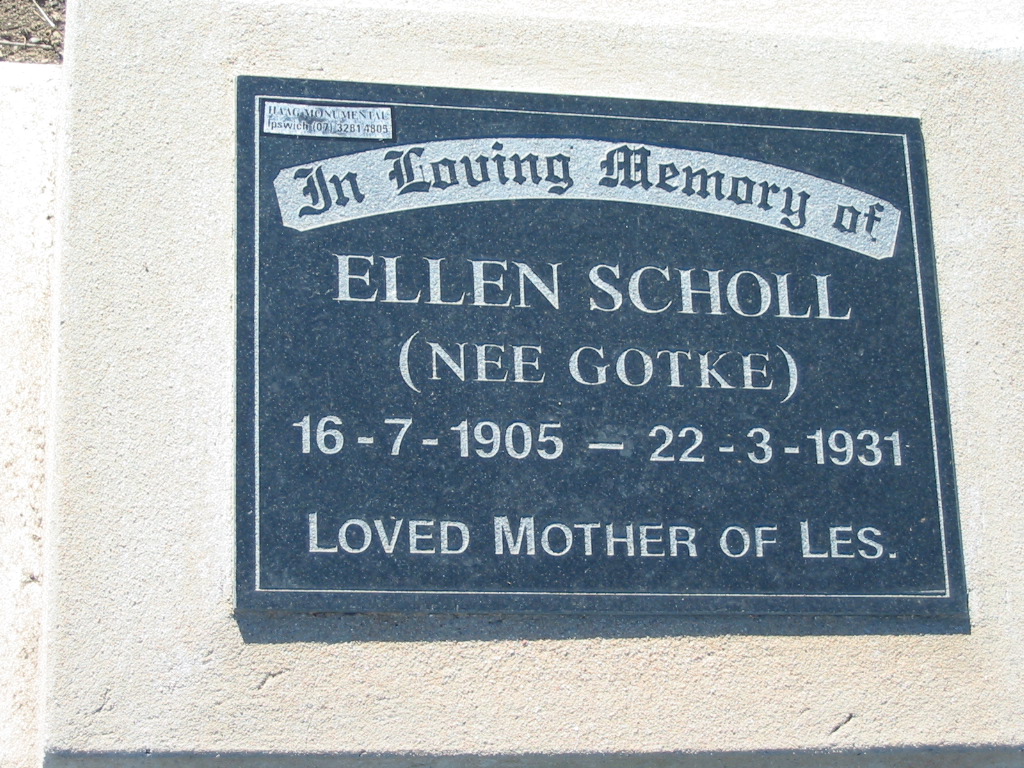 HAAG MONUMENTAL
Ipswich (07) 3281 4805
In Loving Memory of
ELLEN SCHOLL
(NEE GOTKE)
16-7-1905 — 22-3-1931
LOVED MOTHER OF LES.